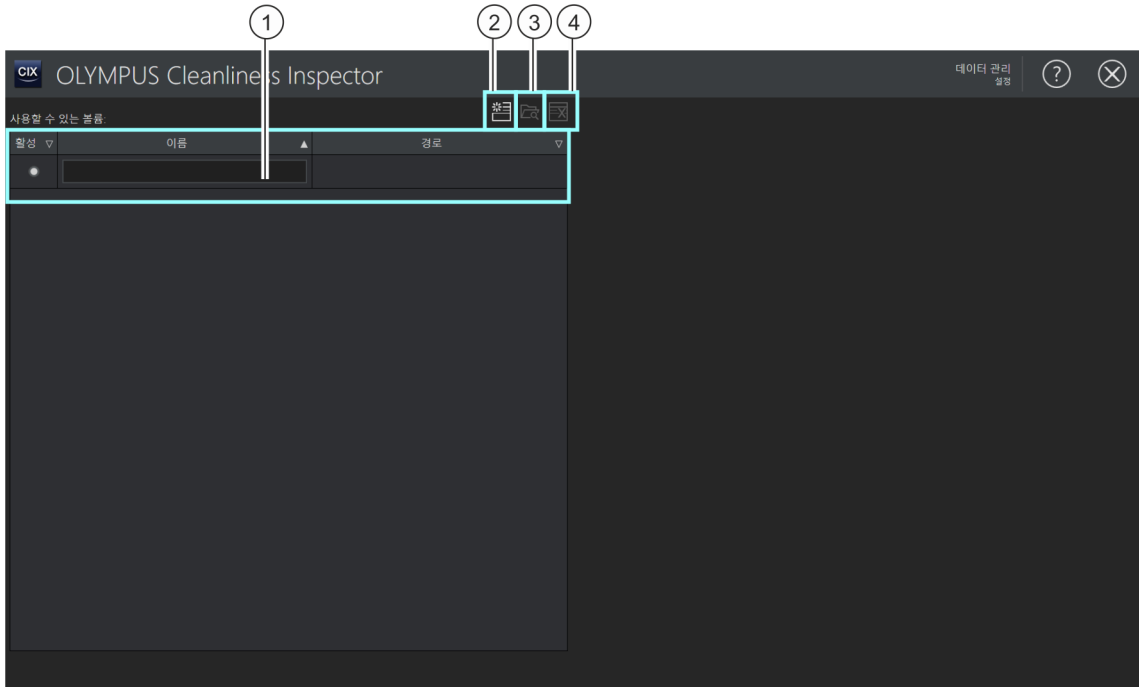 1 2 3 4
CIX OLYMPUS Cleanliness Inspector 데이터 관리 ?
설정
사용할 수 있는 볼륨:
활성 이름 경로